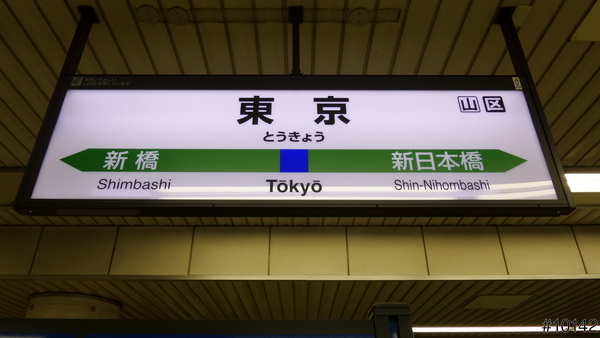 東京
山 区
とうきょう
新橋 新日本橋
Shimbashi Tōkyō Shin-Nihombashi
#10142